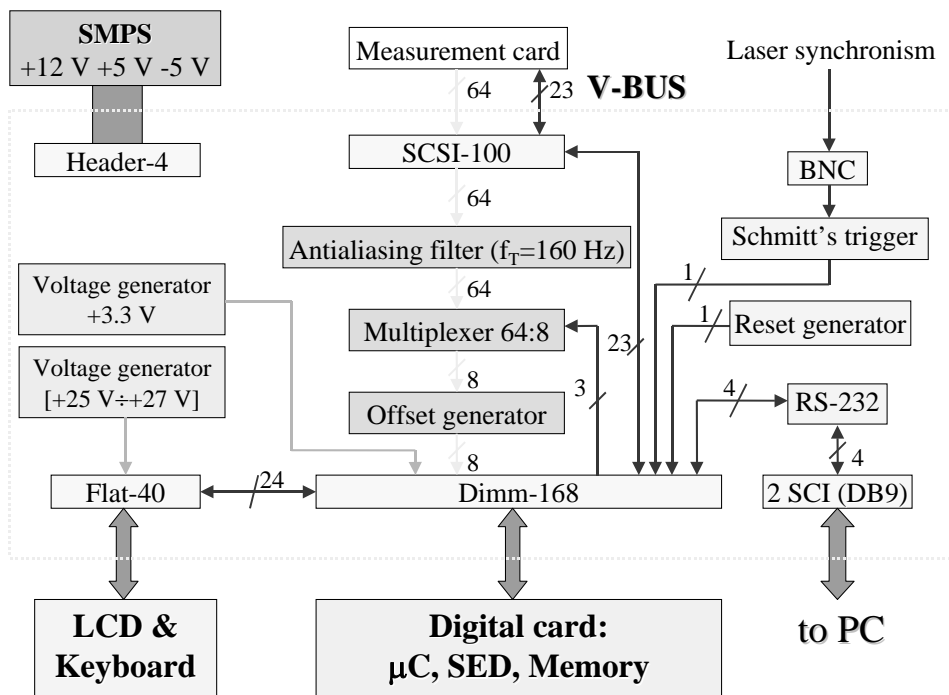 SMPS
+12 V +5 V -5 V
Measurement card
Laser synchronism
64
23
V-BUS
Header-4
SCSI-100
BNC
64
Schmitt's trigger
Antialiasing filter (fT=160 Hz)
1
Voltage generator
+3.3 V
64
Multiplexer 64:8
1
Reset generator
23
Voltage generator
[+25 V÷+27 V]
8
3
4
RS-232
Offset generator
8
4
Flat-40
24
Dimm-168
2 SCI (DB9)
LCD &
Keyboard
Digital card:
μC, SED, Memory
to PC